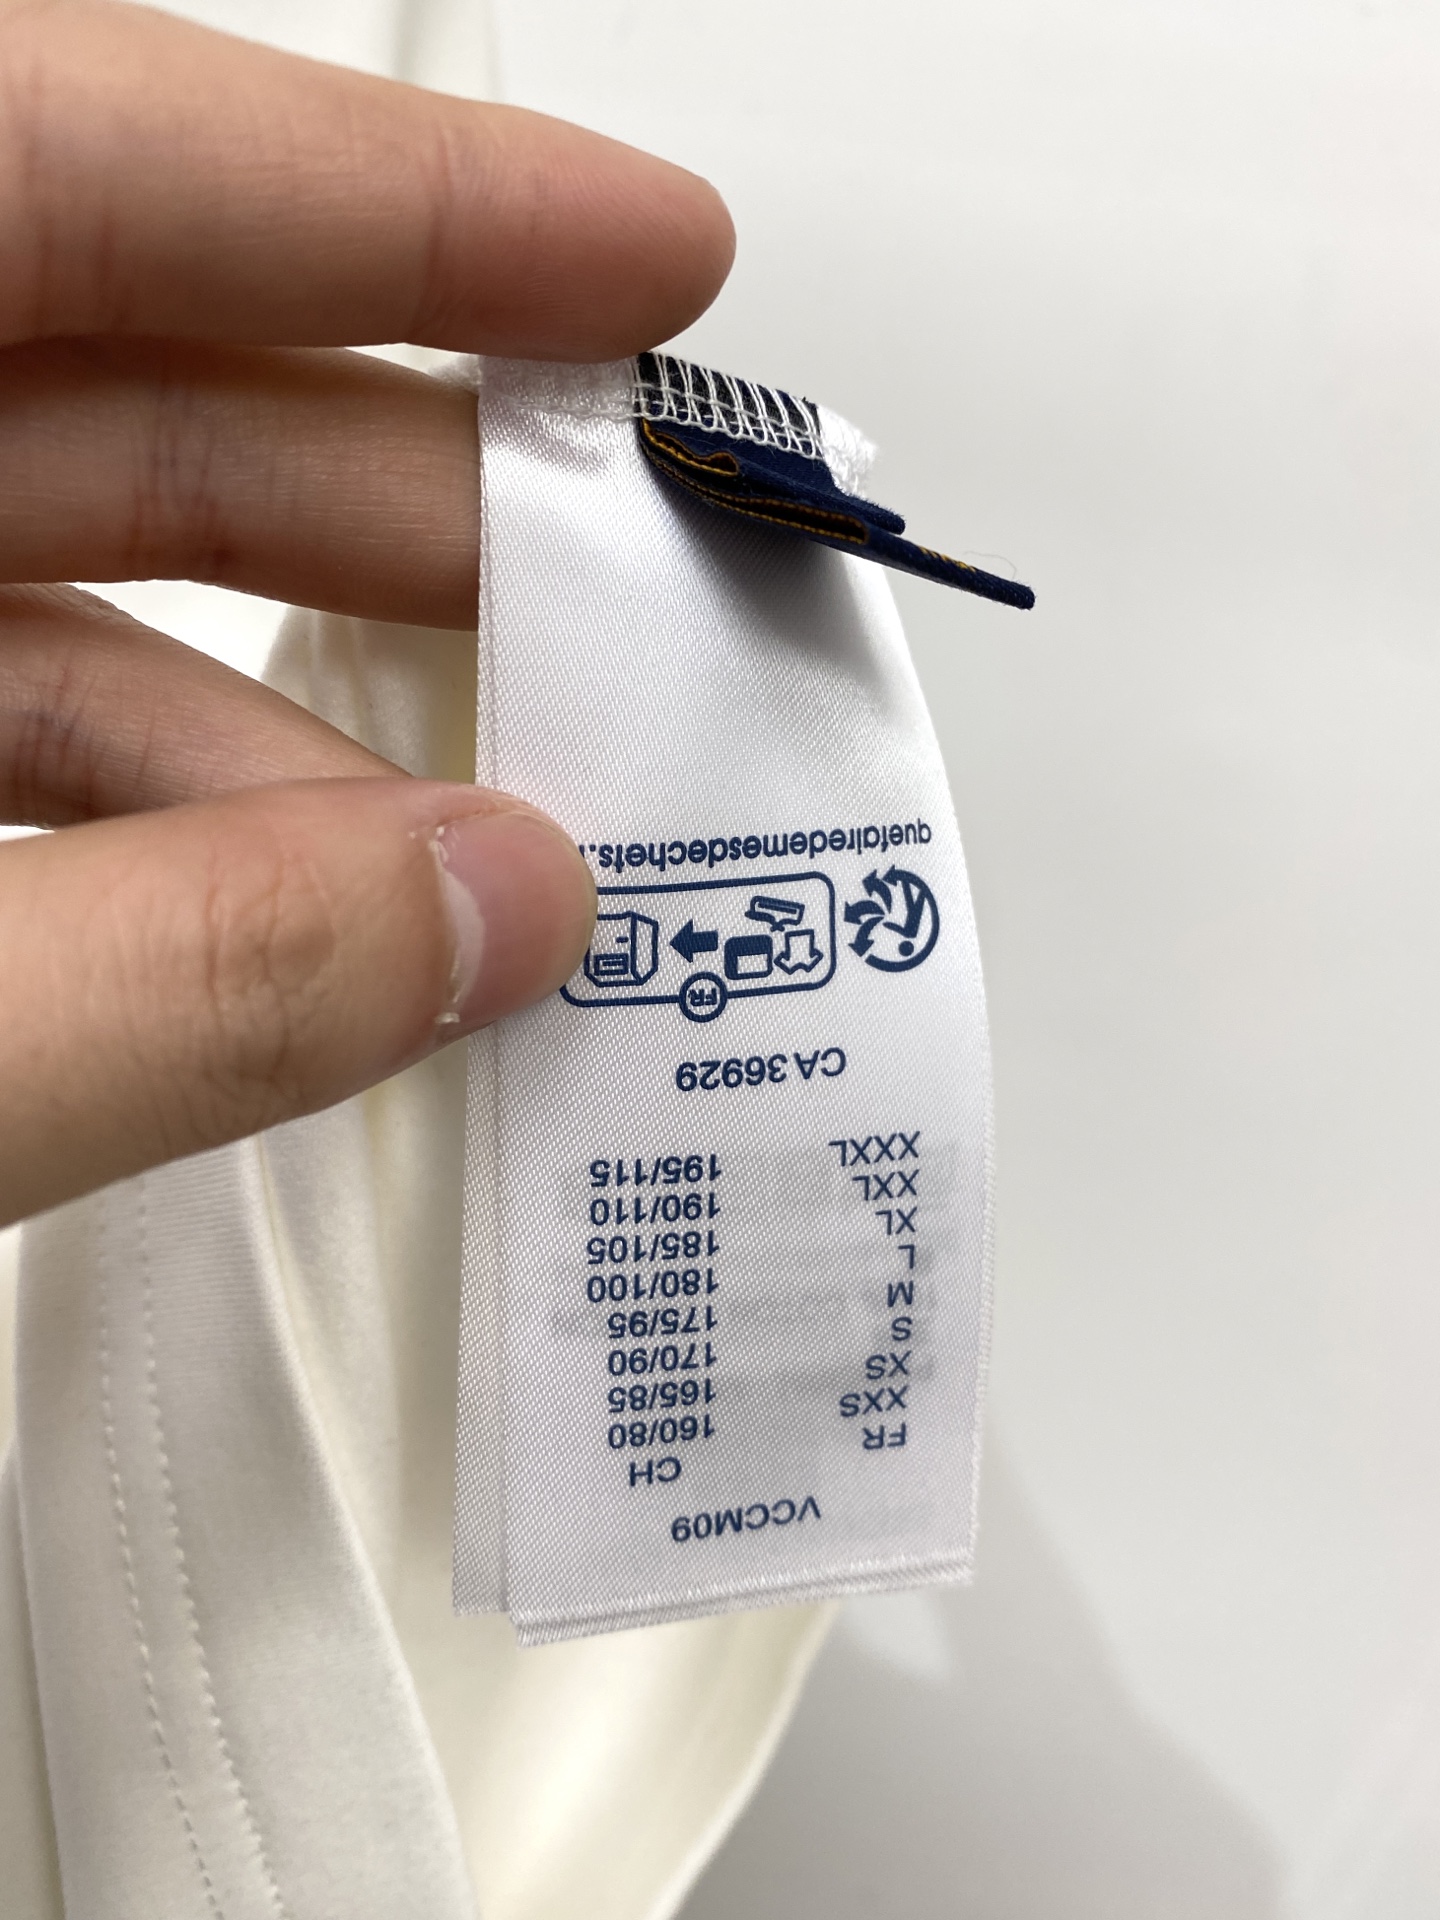 VCCM09
FR CH
XXS 160/80
XS 165/85
S 170/90
M 175/95
L 180/100
XL 185/105
XXL 190/110
XXXL 195/115
CA 36929
FR
quefairedemesdechets.